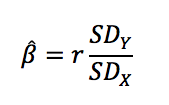 β̂ = r SD_Y / SD_X